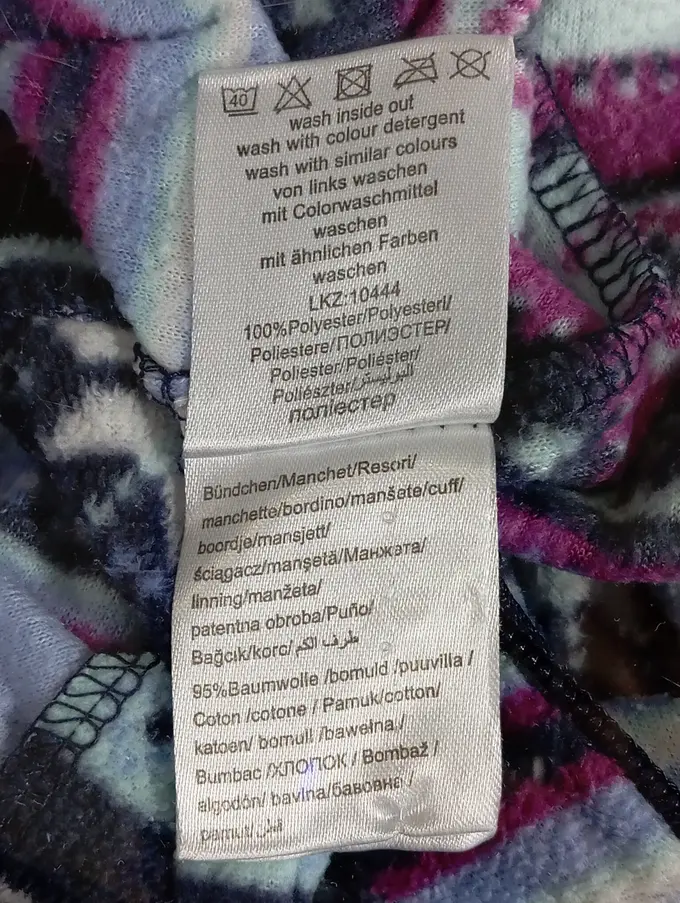 40
wash inside out
wash with colour detergent
wash with similar colours
von links waschen
mit Colorwaschmittel
waschen
mit ähnlichen Farben
waschen
LKZ:10444
100%Polyester/Polyesterl/
Poliestere/ПОЛИЭСТЕР/
Poliester/Poliéster/
Poliészter/البوليستر
поліестер
Bündchen/Manchet/Resori/
manchette/bordino/manšate/cuff/
boordje/mansjett/
ściągacz/manşetă/Манжата/
linning/manžeta/
patentna obroba/Puño/
Bağcık/korc/طرف الكم
95%Baumwolle /bomuld /puuvilla /
Coton /cotone / Pamuk/cotton/
katoen/ bomull /bawełna /
Bumbac /ХЛОПОК / Bombaž /
algodón/ bavlna/бавовна /
pamut/قطن